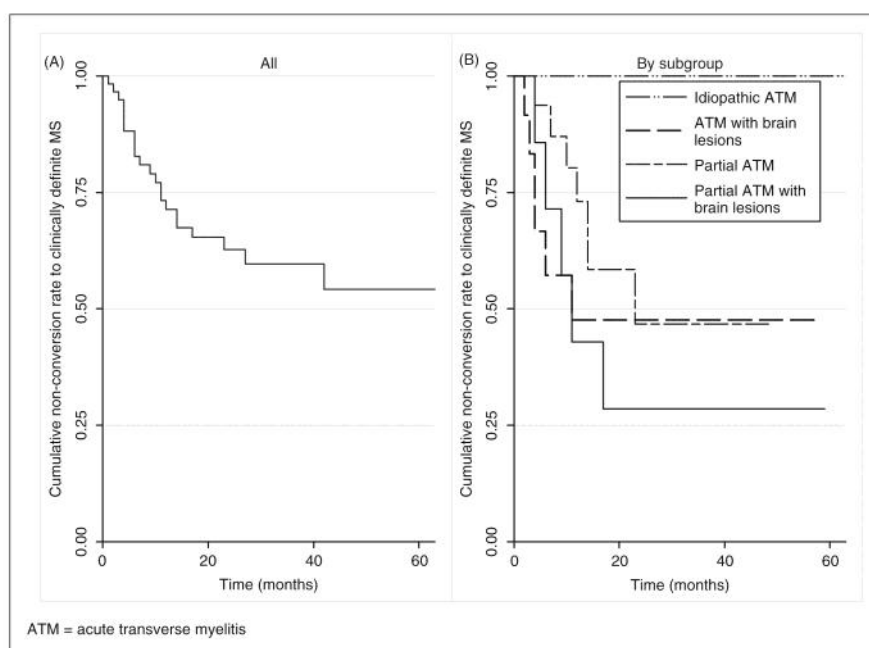 (A)
All
Cumulative non-conversion rate to clinically definite MS
1.00
0.75
0.50
0.25
0.00
0
20
40
60
Time (months)
(B)
By subgroup
Cumulative non-conversion rate to clinically definite MS
1.00
0.75
0.50
0.25
0.00
Idiopathic ATM
ATM with brain
lesions
Partial ATM
Partial ATM with
brain lesions
0
20
40
60
Time (months)
ATM = acute transverse myelitis